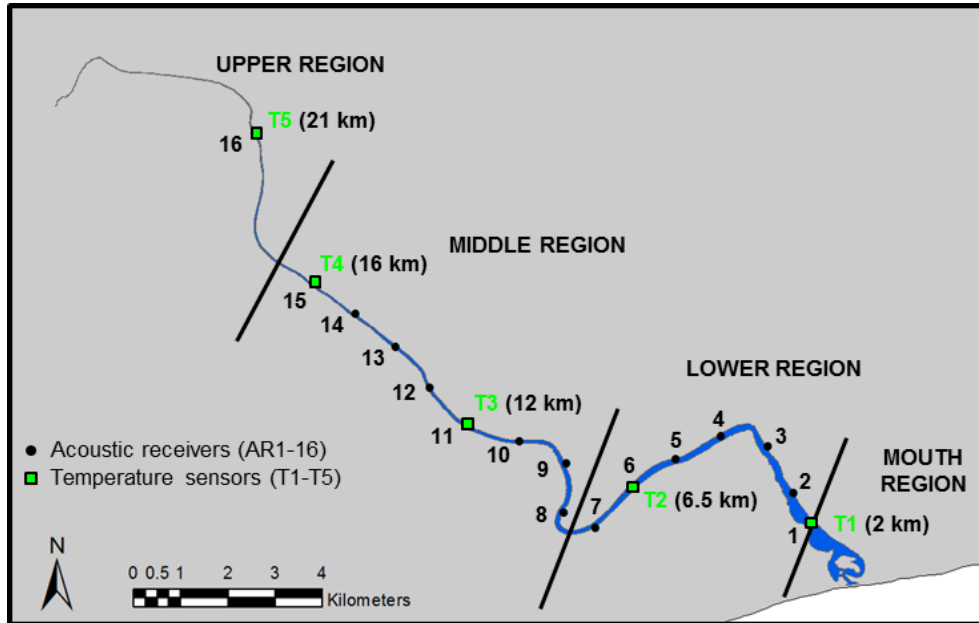 UPPER REGION
T5 (21 km)
16
MIDDLE REGION
T4 (16 km)
15
14
13
12
LOWER REGION
T3 (12 km)
11
10
9
8
7
6
T2 (6.5 km)
5
4
3
2
MOUTH
REGION
1
T1 (2 km)
Acoustic receivers (AR1-16)
Temperature sensors (T1-T5)
N
0 0.5 1 2 3 4
Kilometers